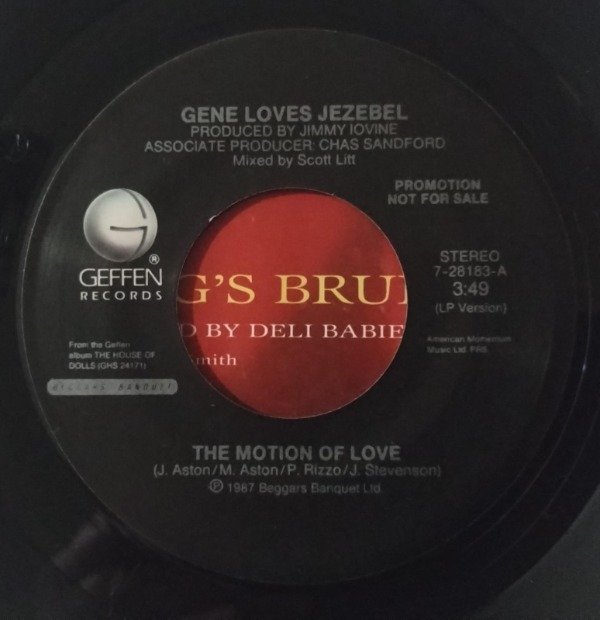 GENE LOVES JEZEBEL
PRODUCED BY JIMMY IOVINE
ASSOCIATE PRODUCER: CHAS SANDFORD
Mixed by Scott Litt
PROMOTION
NOT FOR SALE
G
®
GEFFEN
RECORDS
STEREO
7-28183-A
3:49
(LP Version)
G'S BRU
D BY DELI BABIE
mith
From the Geffen
album THE HOUSE OF
DOLLS (GHS 24171)
BEGGARS BANQUET
American Momentum
Music Ltd. PRS.
THE MOTION OF LOVE
(J. Aston/M. Aston/P. Rizzo/J. Stevenson)
℗ 1987 Beggars Banquet Ltd.